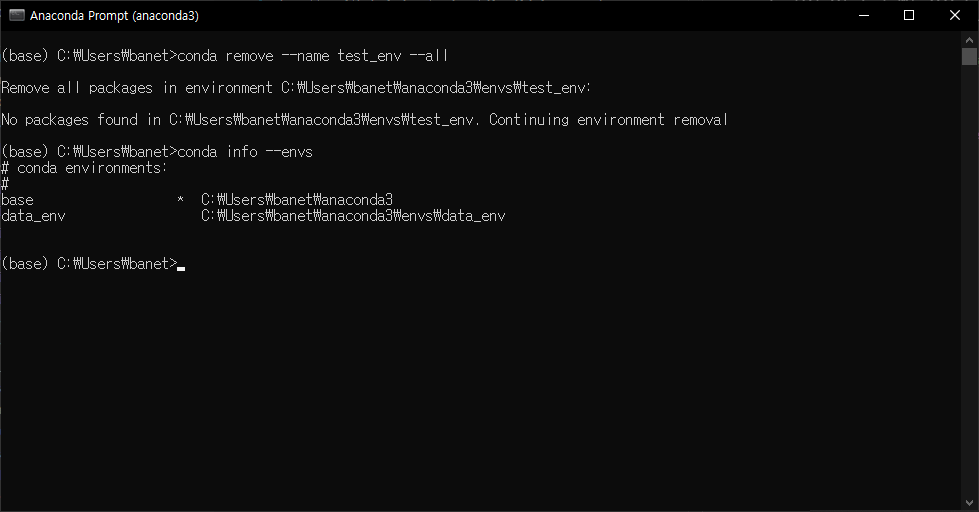 Anaconda Prompt (anaconda3)
(base) C:₩Users₩banet>conda remove --name test_env --all
Remove all packages in environment C:₩Users₩banet₩anaconda3₩envs₩test_env:
No packages found in C:₩Users₩banet₩anaconda3₩envs₩test_env. Continuing environment removal
(base) C:₩Users₩banet>conda info --envs
# conda environments:
#
base                  *  C:₩Users₩banet₩anaconda3
data_env                 C:₩Users₩banet₩anaconda3₩envs₩data_env
(base) C:₩Users₩banet>